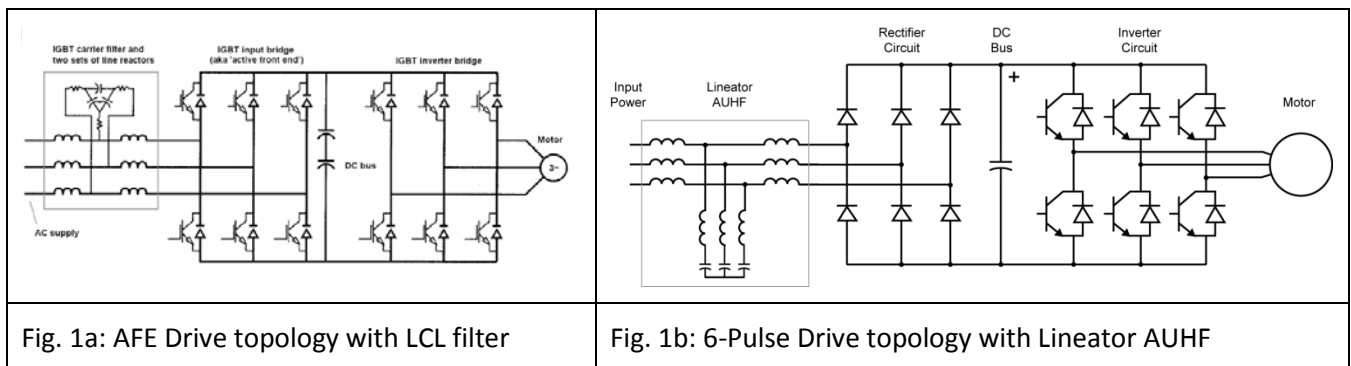 IGBT carrier filter and
two sets of line reactors
IGBT input bridge
(aka 'active front end')
IGBT inverter bridge
Motor
3~
DC bus
AC supply
Fig. 1a: AFE Drive topology with LCL filter
Rectifier
Circuit
DC
Bus
Inverter
Circuit
Input
Power
Lineator
AUHF
+
Motor
Fig. 1b: 6-Pulse Drive topology with Lineator AUHF